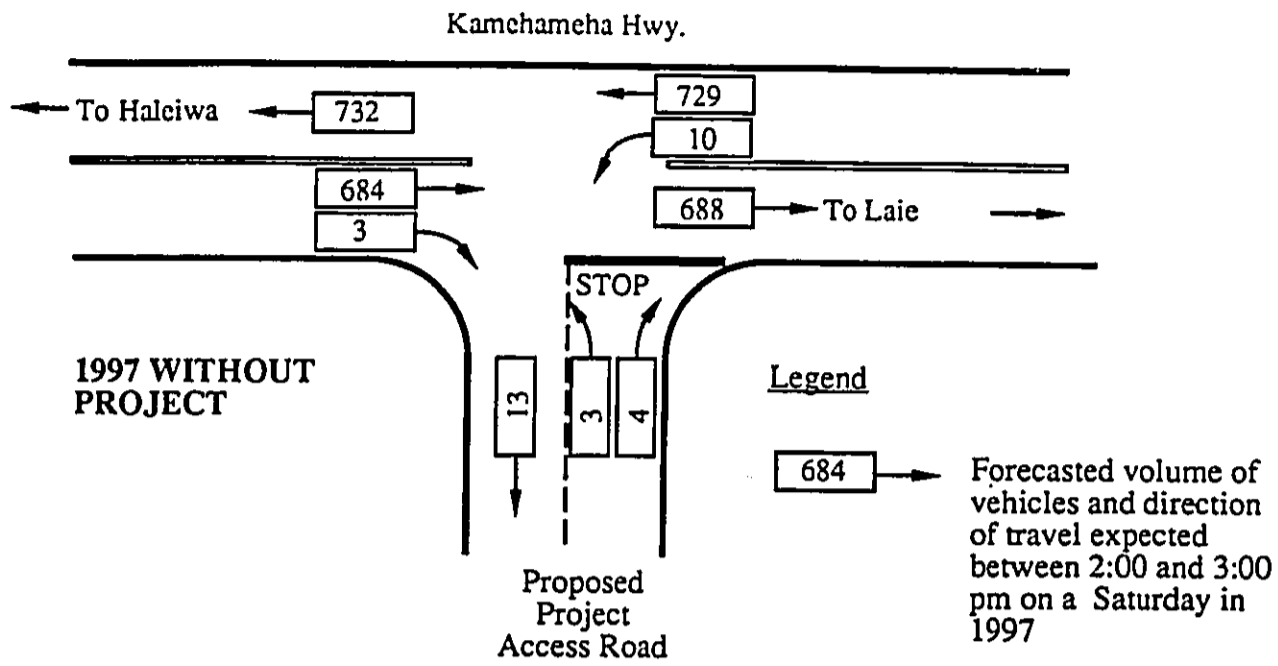 Kamehameha Hwy.
To Haleiwa
732
729
10
684
3
688
To Laie
STOP
1997 WITHOUT
PROJECT
13
3
4
Legend
684
Forecasted volume of
vehicles and direction
of travel expected
between 2:00 and 3:00
pm on a Saturday in
1997
Proposed
Project
Access Road